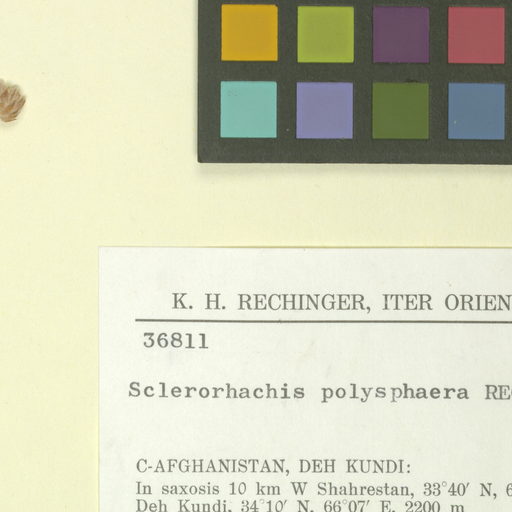 K. H. RECHINGER, ITER ORIEN
36811
Sclerorhachis polysphaera RE
C-AFGHANISTAN, DEH KUNDI:
In saxosis 10 km W Shahrestan, 33°40′ N, 6
Deh Kundi, 34°10′ N, 66°07′ E, 2200 m